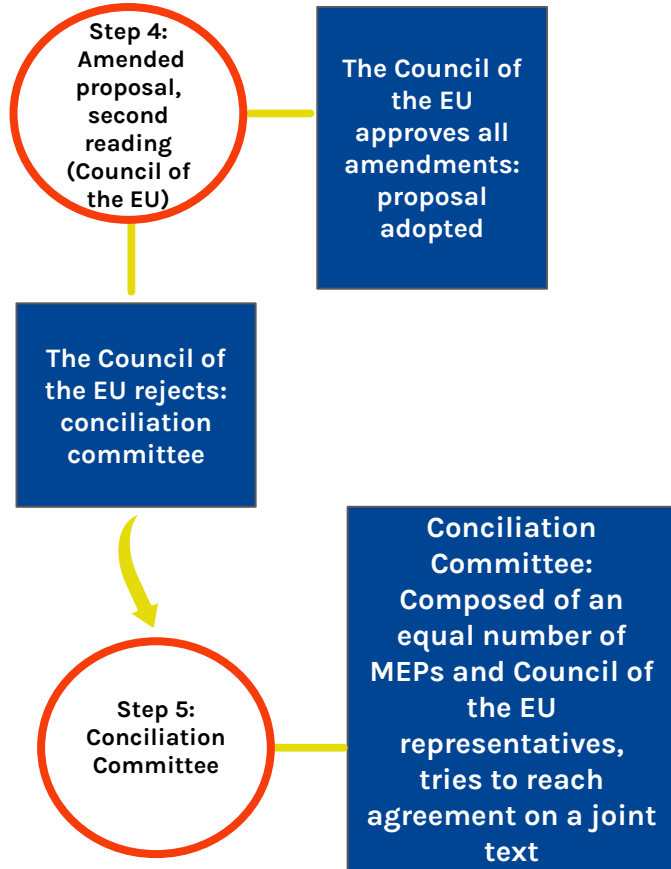 Step 4:
Amended
proposal,
second
reading
(Council of
the EU)
The Council of
the EU
approves all
amendments:
proposal
adopted
The Council of
the EU rejects:
conciliation
committee
Step 5:
Conciliation
Committee
Conciliation
Committee:
Composed of an
equal number of
MEPs and Council of
the EU
representatives,
tries to reach
agreement on a joint
text